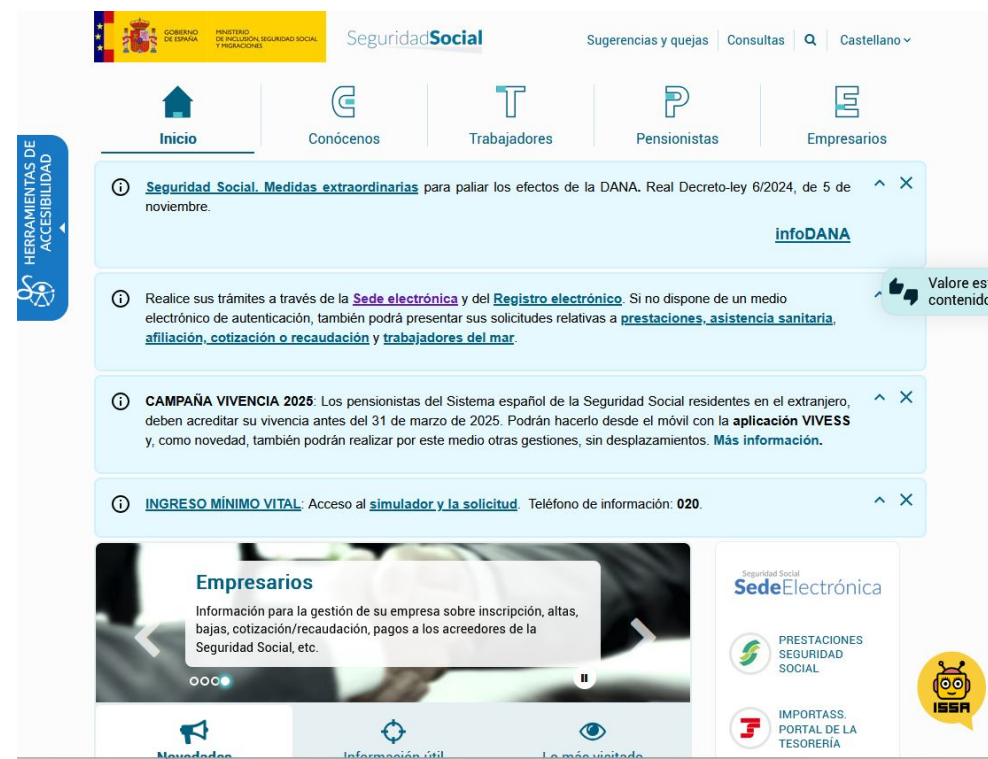 GOBIERNO
DE ESPAÑA
MINISTERIO
DE INCLUSIÓN, SEGURIDAD SOCIAL
Y MIGRACIONES
SeguridadSocial
Sugerencias y quejas
Consultas
Castellano
Inicio
Conócenos
Trabajadores
Pensionistas
Empresarios
HERRAMIENTAS DE
ACCESIBILIDAD
Seguridad Social. Medidas extraordinarias para paliar los efectos de la DANA. Real Decreto-ley 6/2024, de 5 de
noviembre.
infoDANA
Realice sus trámites a través de la Sede electrónica y del Registro electrónico. Si no dispone de un medio
electrónico de autenticación, también podrá presentar sus solicitudes relativas a prestaciones, asistencia sanitaria,
afiliación, cotización o recaudación y trabajadores del mar.
Valore es
contenido
CAMPAÑA VIVENCIA 2025: Los pensionistas del Sistema español de la Seguridad Social residentes en el extranjero,
deben acreditar su vivencia antes del 31 de marzo de 2025. Podrán hacerlo desde el móvil con la aplicación VIVESS
y, como novedad, también podrán realizar por este medio otras gestiones, sin desplazamientos. Más información.
INGRESO MÍNIMO VITAL: Acceso al simulador y la solicitud. Teléfono de información: 020.
Empresarios
Información para la gestión de su empresa sobre inscripción, altas,
bajas, cotización/recaudación, pagos a los acreedores de la
Seguridad Social, etc.
Seguridad Social
SedeElectrónica
PRESTACIONES
SEGURIDAD
SOCIAL
IMPORTASS.
PORTAL DE LA
TESORERÍA
ISSA
Novedades
Información útil
Lo más visitado